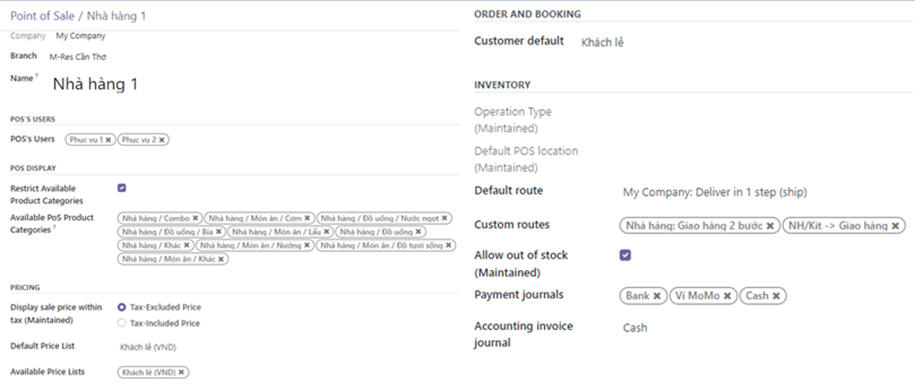 Point of Sale / Nhà hàng 1
Company My Company
Branch M-Res Cần Thơ
Name ? Nhà hàng 1
POS'S USERS
POS's Users Phục vụ 1 × Phục vụ 2 ×
POS DISPLAY
Restrict Available
Product Categories
Available PoS Product
Categories ?
Nhà hàng / Combo × Nhà hàng / Món ăn / Cơm × Nhà hàng / Đồ uống / Nước ngọt ×
Nhà hàng / Đồ uống / Bia × Nhà hàng / Món ăn / Lẩu × Nhà hàng / Đồ uống ×
Nhà hàng / Khác × Nhà hàng / Món ăn / Nướng × Nhà hàng / Món ăn / Đồ tươi sống ×
Nhà hàng / Món ăn / Khác ×
PRICING
Display sale price within
tax (Maintained)
Tax-Excluded Price
Tax-Included Price
Default Price List Khách lẻ (VND)
Available Price Lists Khách lẻ (VND) ×
ORDER AND BOOKING
Customer default Khách lẻ
INVENTORY
Operation Type
(Maintained)
Default POS location
(Maintained)
Default route My Company: Deliver in 1 step (ship)
Custom routes Nhà hàng: Giao hàng 2 bước × NH/Kit -> Giao hàng ×
Allow out of stock
(Maintained)
Payment journals Bank × Ví MoMo × Cash ×
Accounting invoice
journal
Cash